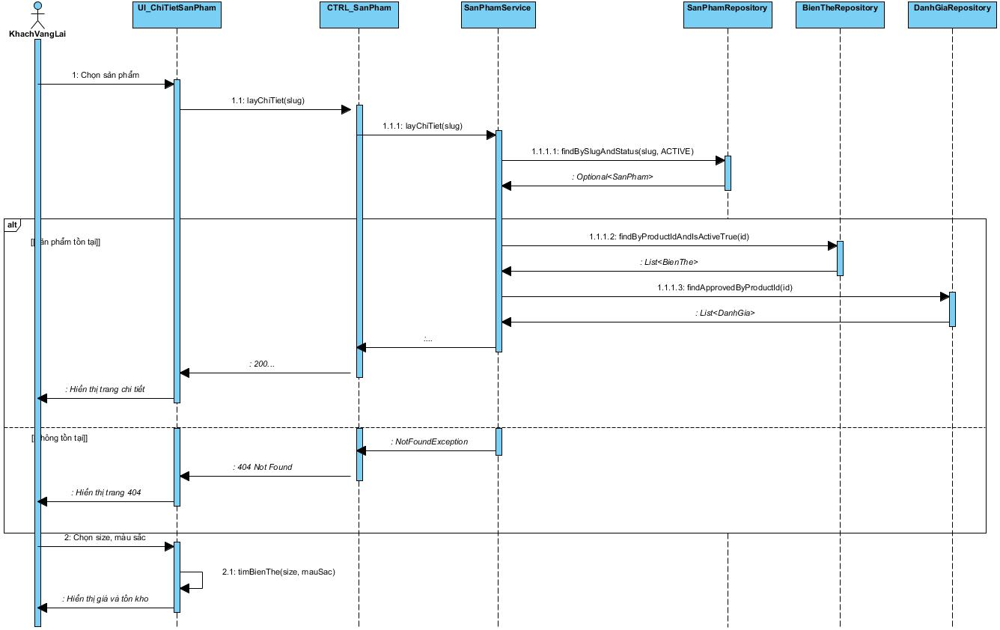 KhachVangLai
UI_ChiTietSanPham
CTRL_SanPham
SanPhamService
SanPhamRepository
BienTheRepository
DanhGiaRepository
1: Chọn sản phẩm
1.1: layChiTiet(slug)
1.1.1: layChiTiet(slug)
1.1.1.1: findBySlugAndStatus(slug, ACTIVE)
: Optional<SanPham>
alt
[[ ản phẩm tồn tại]]
1.1.1.2: findByProductIdAndIsActiveTrue(id)
: List<BienThe>
1.1.1.3: findApprovedByProductId(id)
: List<DanhGia>
:...
: 200...
: Hiển thị trang chi tiết
[[ hông tồn tại]]
: NotFoundException
: 404 Not Found
: Hiển thị trang 404
2: Chọn size, màu sắc
2.1: timBienThe(size, mauSac)
: Hiển thị giá và tồn kho